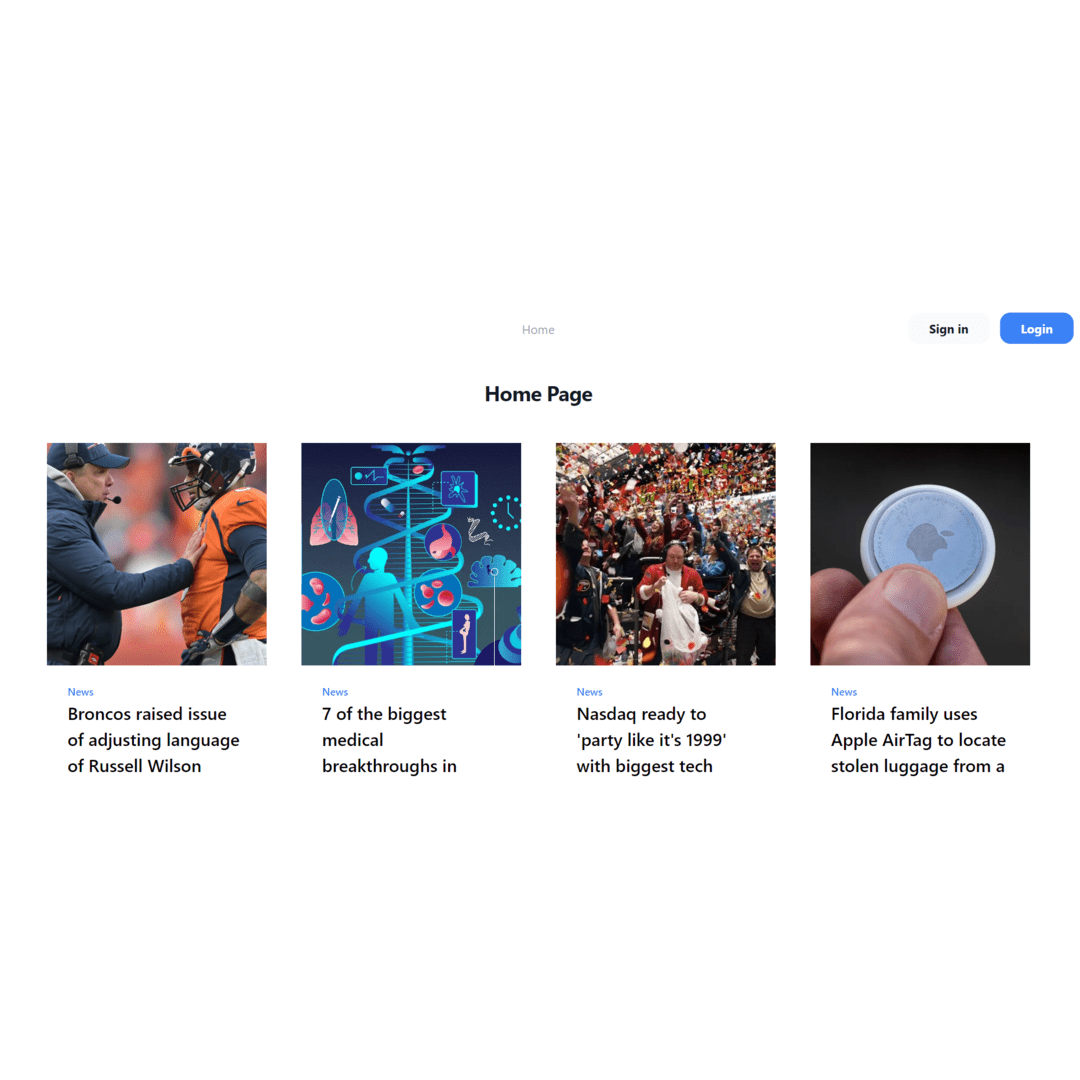 Home
Sign in
Login
Home Page
News
Broncos raised issue
of adjusting language
of Russell Wilson
News
7 of the biggest
medical
breakthroughs in
News
Nasdaq ready to
'party like it's 1999'
with biggest tech
News
Florida family uses
Apple AirTag to locate
stolen luggage from a